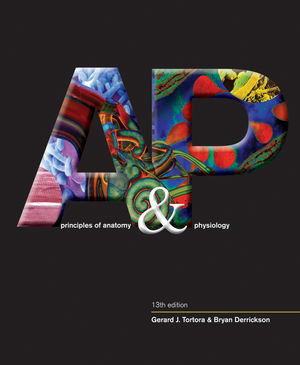 A&P
principles of anatomy & physiology
13th edition
Gerard J. Tortora & Bryan Derrickson